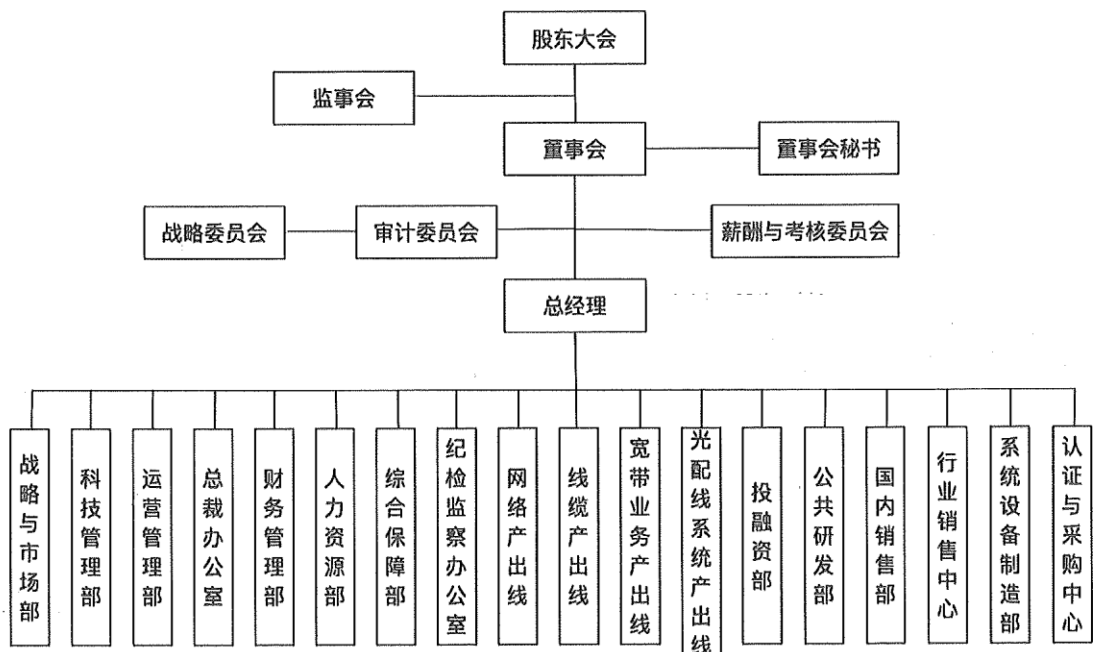 股东大会
监事会
董事会
董事会秘书
战略委员会
审计委员会
薪酬与考核委员会
总经理
战略与市场部
科技管理部
运营管理部
总裁办公室
财务管理部
人力资源部
综合保障部
纪检监察办公室
网络产出线
线缆产出线
宽带业务产出线
光配线系统产出线
投融资部
公共研发部
国内销售部
行业销售中心
系统设备制造部
认证与采购中心